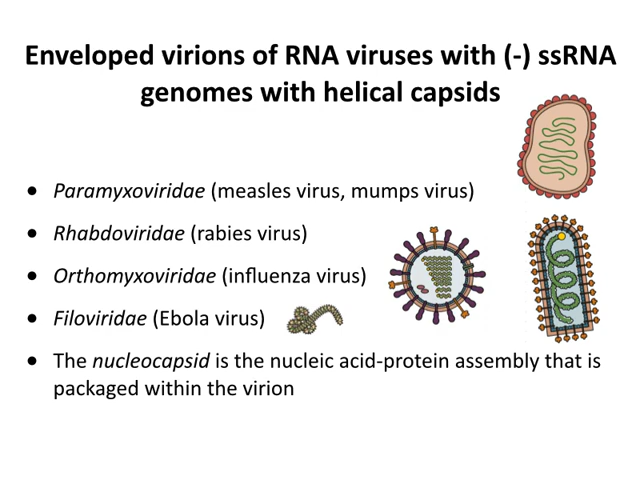 Enveloped virions of RNA viruses with (-) ssRNA
genomes with helical capsids
• Paramyxoviridae (measles virus, mumps virus)
• Rhabdoviridae (rabies virus)
• Orthomyxoviridae (influenza virus)
• Filoviridae (Ebola virus)
• The nucleocapsid is the nucleic acid-protein assembly that is
packaged within the virion